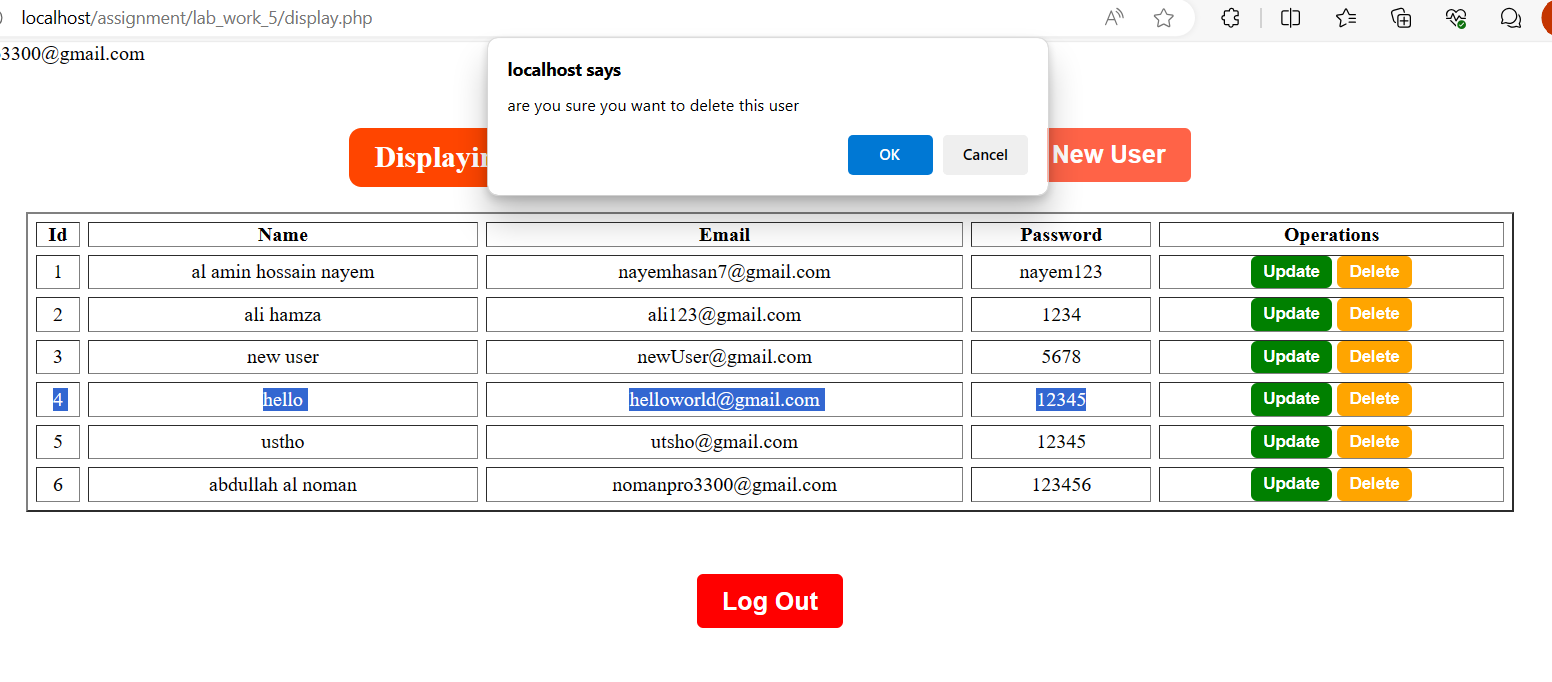 localhost/assignment/lab_work_5/display.php
3300@gmail.com
localhost says
are you sure you want to delete this user
OK Cancel
New User
Id Name Email Password Operations
1 al amin hossain nayem nayemhasan7@gmail.com nayem123 Update Delete
2 ali hamza ali123@gmail.com 1234 Update Delete
3 new user newUser@gmail.com 5678 Update Delete
4 hello helloworld@gmail.com 12345 Update Delete
5 ustho utsho@gmail.com 12345 Update Delete
6 abdullah al noman nomanpro3300@gmail.com 123456 Update Delete
Log Out